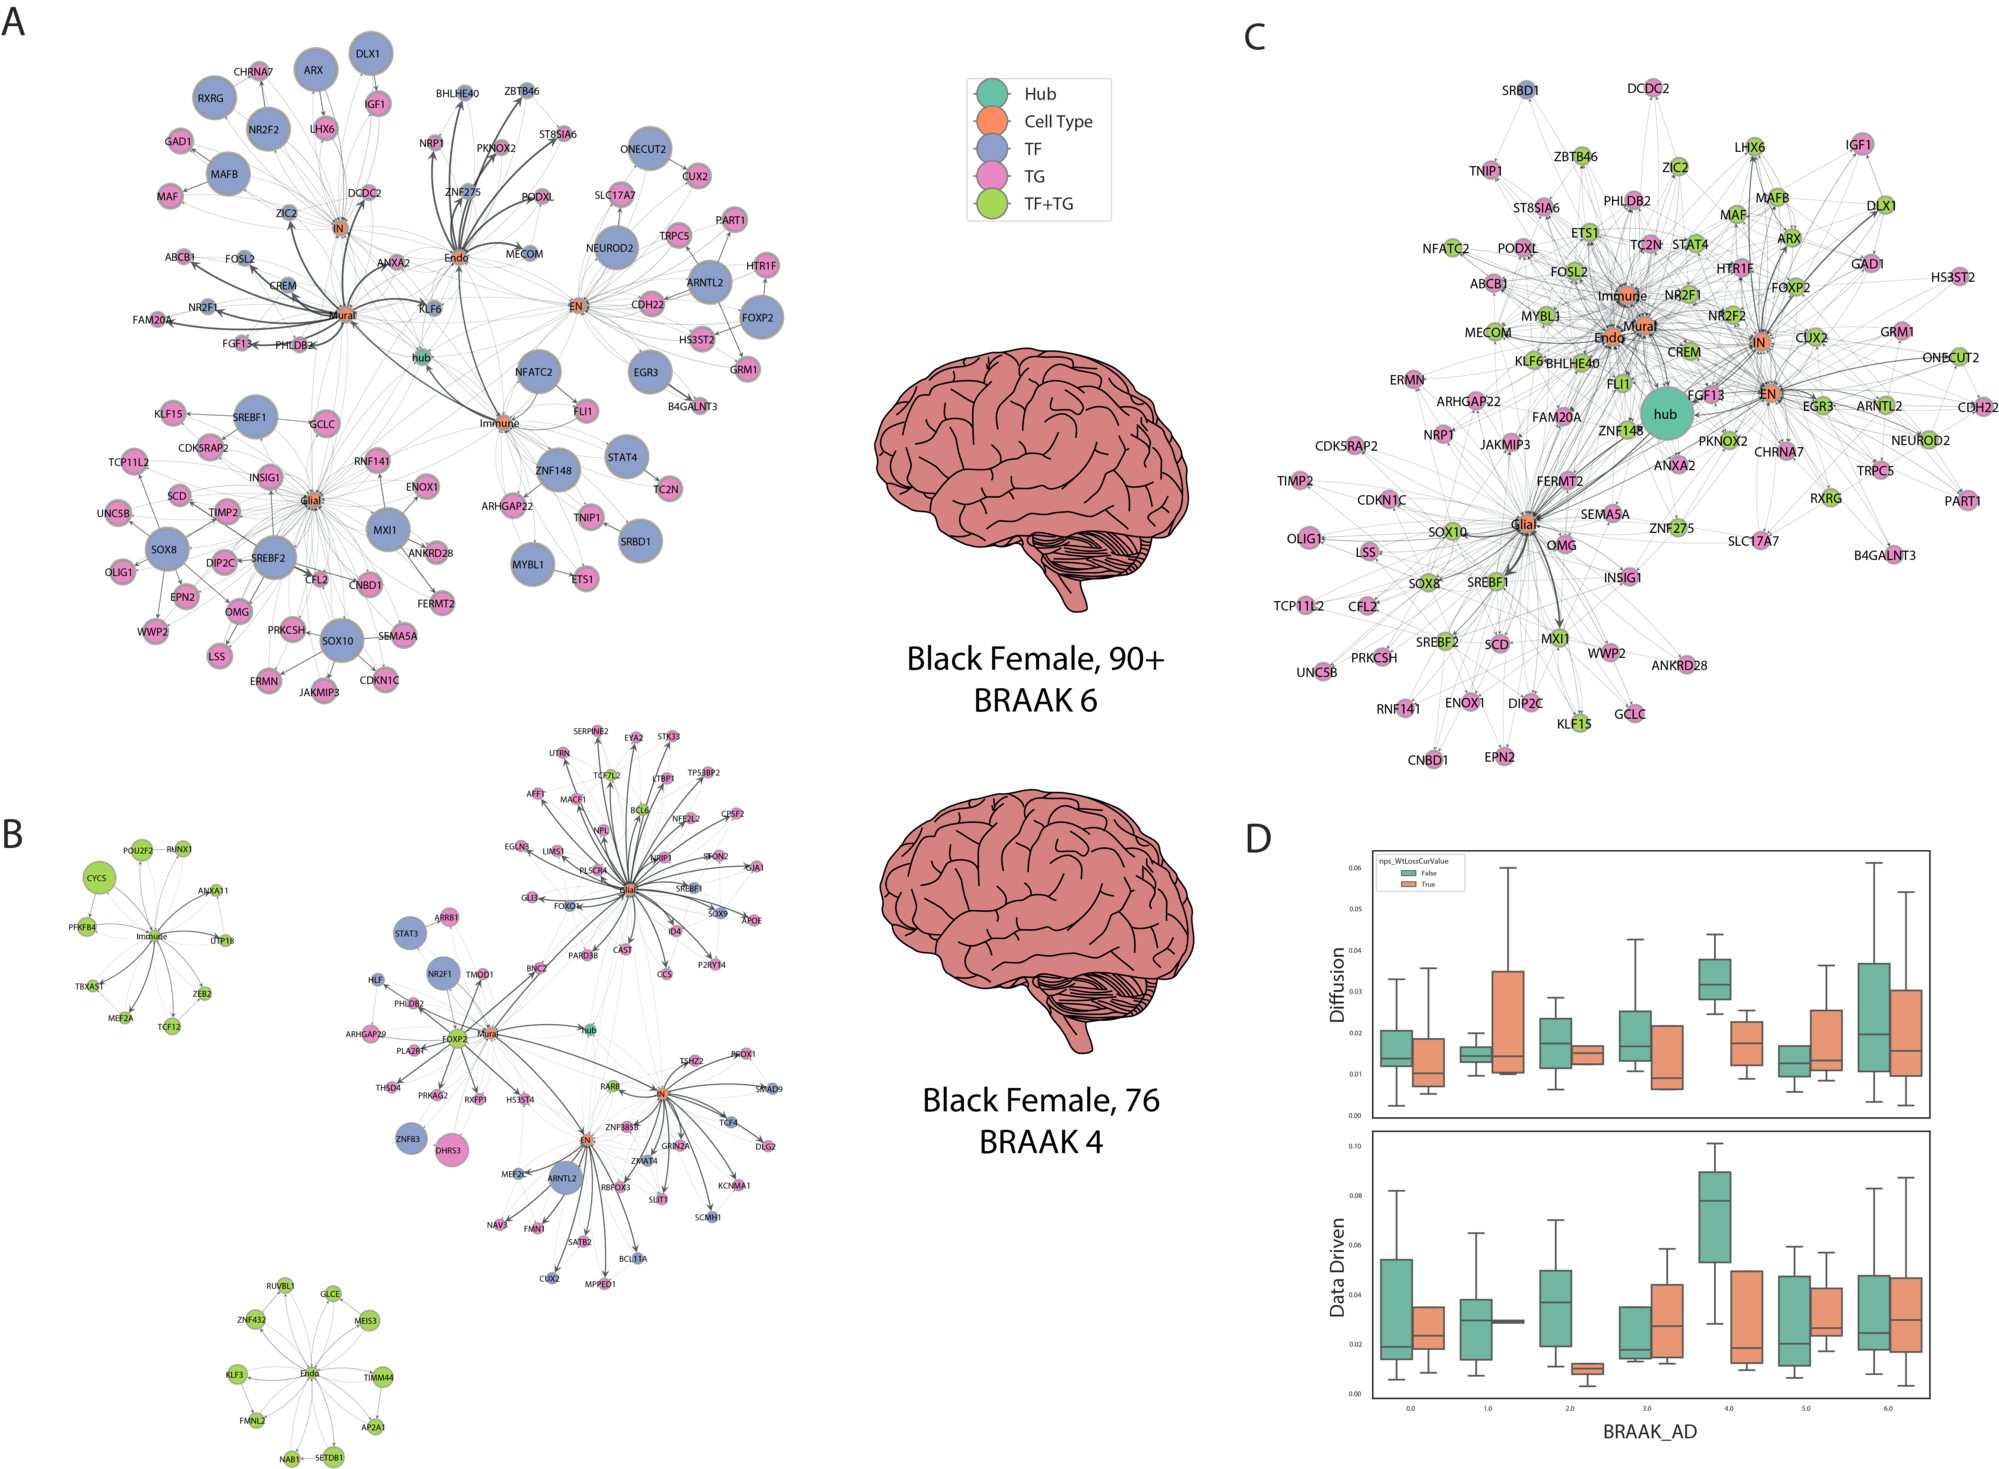 A
DLX1
ARX
CHRNA7
RXRG
IGF1
NR2F2
LHX6
GAD1
MAFB
MAF
DCDC2
ZIC2
IN
BHLHE40
ZBTB46
NRP1
PKNOX2
ST8SIA6
ZNF275
PODXL
MECOM
Endo
ABCB1
FOSL2
ANXA2
CREM
NR2F1
KLF6
FAM20A
Mural
FGF13
PHLDB2
hub
ONECUT2
CUX2
SLC17A7
NEUROD2
TRPC5
PART1
HTR1F
ARNTL2
EN
CDH22
FOXP2
HS3ST2
GRM1
EGR3
B4GALNT3
NFATC2
FLI1
Immune
STAT4
ZNF148
TC2N
ARHGAP22
TNIP1
SRBD1
MYBL1
ETS1
KLF15
SREBF1
GCLC
CDK5RAP2
TCP11L2
INSIG1
RNF141
SCD
ENOX1
Glial
UNC5B
TIMP2
MXI1
SOX8
SREBF2
ANKRD28
DIP2C
OLIG1
CFL2
CNBD1
EPN2
FERMT2
OMG
WWP2
PRKCSH
SOX10
SEMA5A
LSS
ERMN
JAKMIP3
CDKN1C
Hub
Cell Type
TF
TG
TF+TG
Black Female, 90+
BRAAK 6
C
SRBD1
DCDC2
LHX6
IGF1
ZBTB46
TNIP1
ZIC2
ST8SIA6
PHLDB2
MAFB
MAF
DLX1
ETS1
NFATC2
PODXL
TC2N
STAT4
ARX
FOSL2
HTR1F
GAD1
ABCB1
HS3ST2
FOXP2
Immune
NR2F1
MYBL1
NR2F2
MECOM
Mural
Endo
IN
CUX2
GRM1
CREM
KLF6
BHLHE40
ONECUT2
FLI1
ERMN
FGF13
EN
ARHGAP22
EGR3
ARNTL2
CDH22
hub
FAM20A
NRP1
ZNF148
JAKMIP3
PKNOX2
NEUROD2
CDK5RAP2
CHRNA7
ANXA2
TRPC5
TIMP2
FERMT2
CDKN1C
RXRG
PART1
SEMA5A
Glial
ZNF275
SOX10
OLIG1
SLC17A7
OMG
LSS
B4GALNT3
INSIG1
SOX8
SREBF1
TCP11L2
CFL2
SREBF2
SCD
MXI1
WWP2
PRKCSH
ANKRD28
UNC5B
RNF141
ENOX1
DIP2C
GCLC
KLF15
CNBD1
EPN2
B
POU2F2
RUNX1
CYCS
ANXA11
PFKFB4
Immune
UTP18
TBXAS1
ZEB2
MEF2A
TCF12
SERPINE2
EYA2
STK33
UTRN
TCF7L2
LTBP1
TP53BP2
AFF1
MACF1
BCL6
NFE2L2
CPSF2
NPL
EGLN3
LIMS1
NRIP1
GJA1
PLSCR4
Glial
SREBF1
GLI3
FOXO1
SOX9
APOE
ID4
PARD3B
CAST
CCS
P2RY14
BNC2
ARRB1
STAT3
NR2F1
TMOD1
HLF
PHLDB2
ARHGAP29
FOXP2
Mural
hub
PLA2R1
THSD4
PRKAG2
RXFP1
HS3ST4
ZNF83
DHRS3
TSHZ2
PROX1
RARB
IN
SMAD9
ZNF385B
TCF4
EN
GRIN2A
DLG2
ZMAT4
MEF2C
ARNTL2
RBFOX3
SLIT1
KCNMA1
SCMH1
NAV3
FMN1
SATB2
BCL11A
CUX2
MPPED1
RUVBL1
GLCE
ZNF432
MEIS3
KLF3
Endo
TIMM44
FMNL2
AP2A1
NAB1
SETDB1
Black Female, 76
BRAAK 4
D
nps_WtLossCurValue
False
True
0.06
0.05
0.04
0.03
0.02
0.01
0.00
Diffusion
0.10
0.08
0.06
0.04
0.02
0.00
Data Driven
0.0 1.0 2.0 3.0 4.0 5.0 6.0
BRAAK_AD